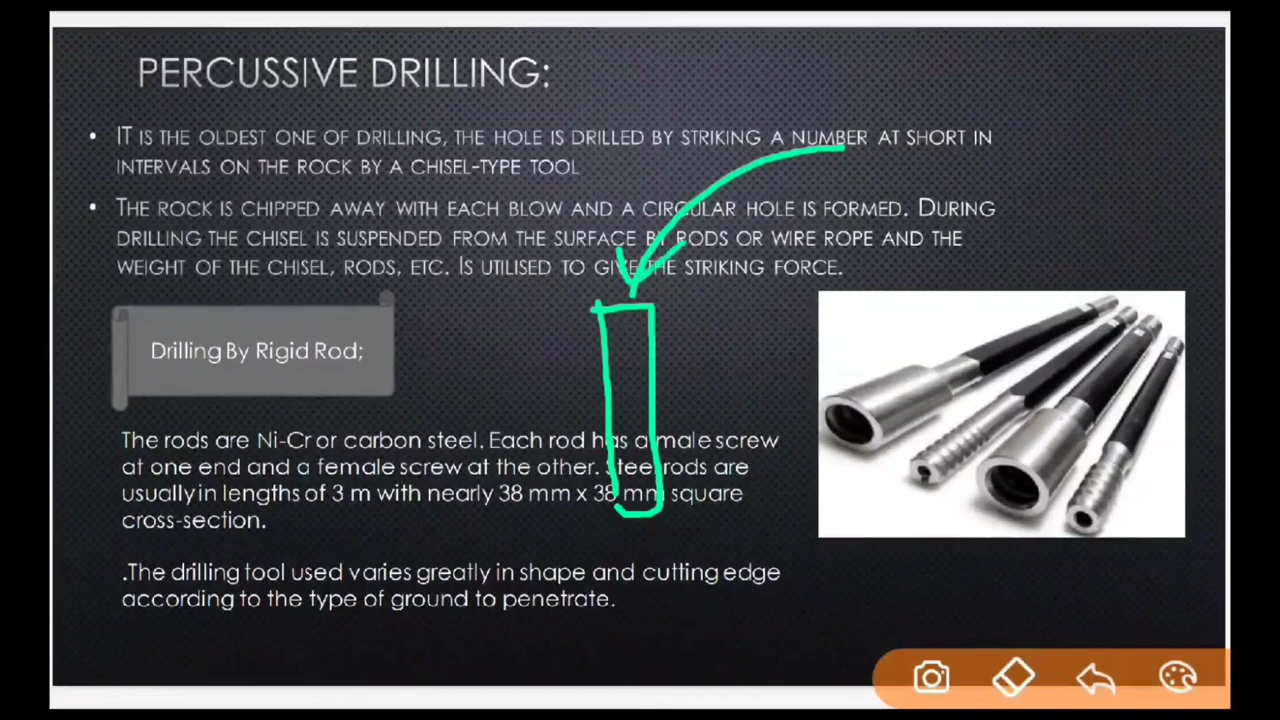 PERCUSSIVE DRILLING:
• IT IS THE OLDEST ONE OF DRILLING, THE HOLE IS DRILLED BY STRIKING A NUMBER AT SHORT IN
INTERVALS ON THE ROCK BY A CHISEL-TYPE TOOL
• THE ROCK IS CHIPPED AWAY WITH EACH BLOW AND A CIRCULAR HOLE IS FORMED. DURING
DRILLING THE CHISEL IS SUSPENDED FROM THE SURFACE BY RODS OR WIRE ROPE AND THE
WEIGHT OF THE CHISEL, RODS, ETC. IS UTILISED TO GIVE THE STRIKING FORCE.
Drilling By Rigid Rod;
The rods are Ni-Cr or carbon steel. Each rod has a male screw
at one end and a female screw at the other. Steel rods are
usually in lengths of 3 m with nearly 38 mm x 38 mm square
cross-section.
.The drilling tool used varies greatly in shape and cutting edge
according to the type of ground to penetrate.